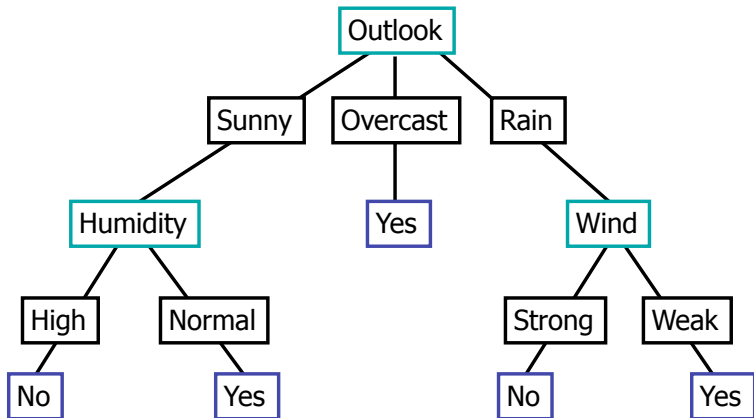 Outlook
Sunny Overcast Rain
Humidity Yes Wind
High Normal Strong Weak
No Yes No Yes